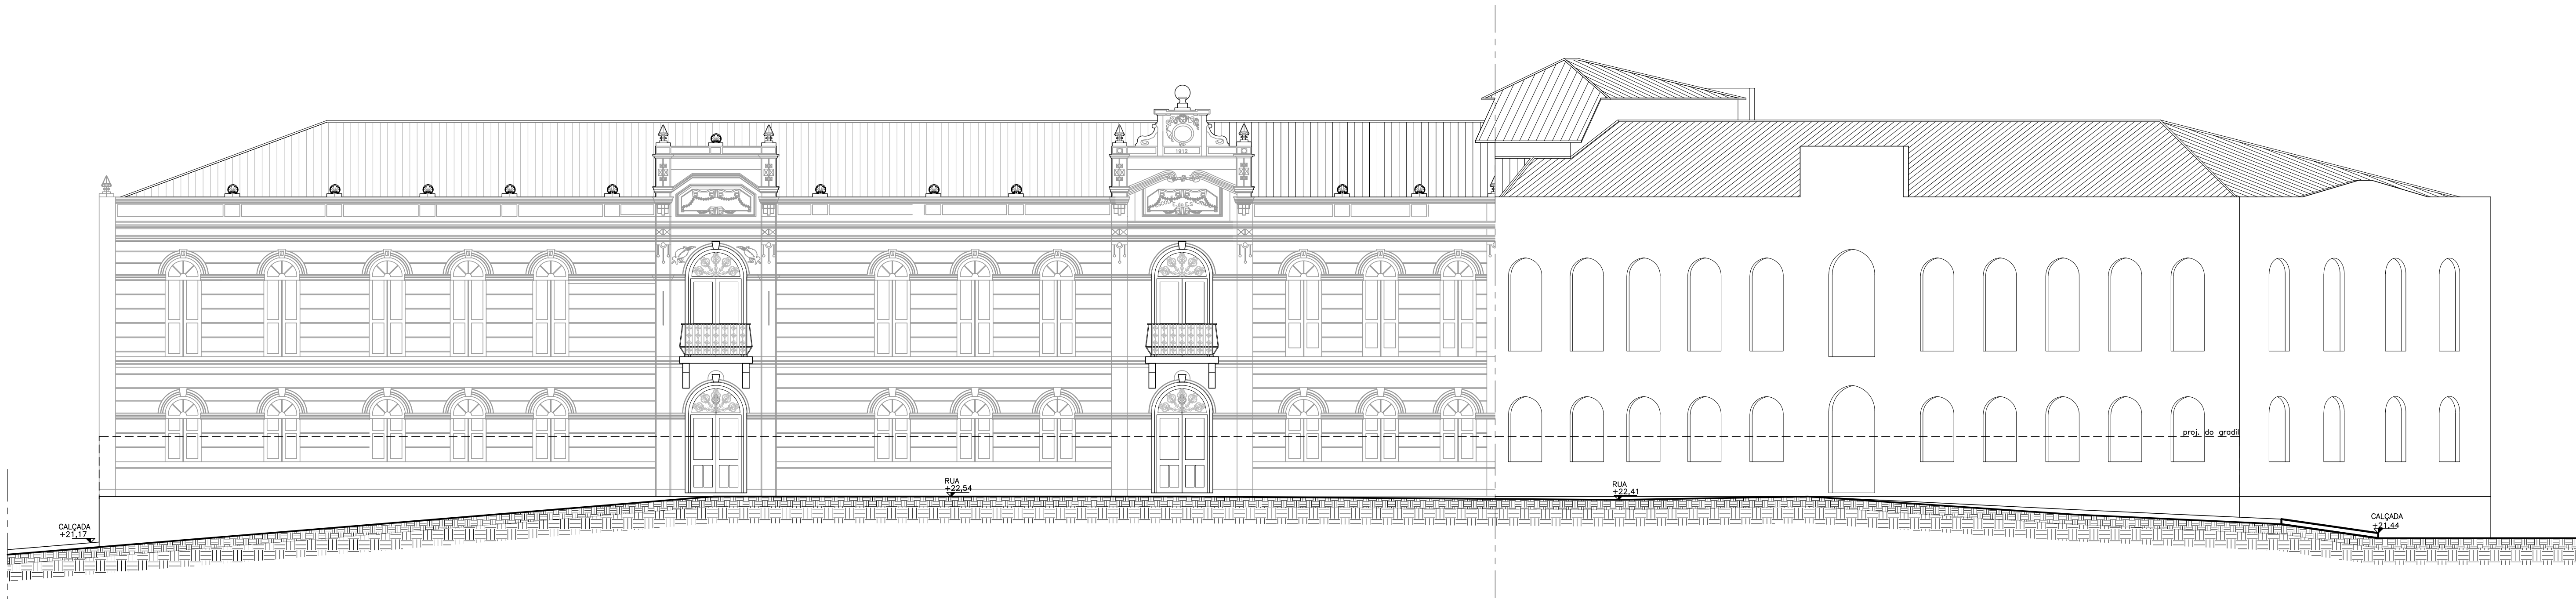 1912
proj. do gradil
RUA
+22,54
RUA
+22,41
CALÇADA
+21,17
CALÇADA
+21,44